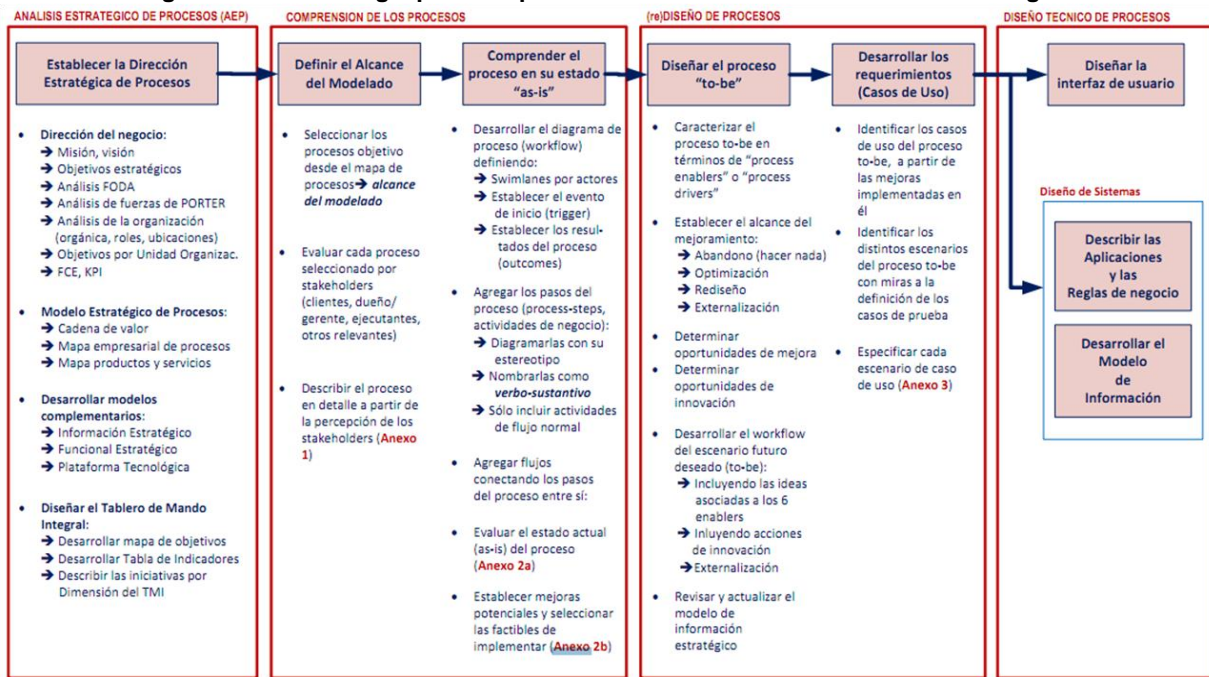 ANALISIS ESTRATEGICO DE PROCESOS (AEP)
Establecer la Dirección
Estratégica de Procesos
• Dirección del negocio:
➔ Misión, visión
➔ Objetivos estratégicos
➔ Análisis FODA
➔ Análisis de fuerzas de PORTER
➔ Análisis de la organización
(orgánica, roles, ubicaciones)
➔ Objetivos por Unidad Organizac.
➔ FCE, KPI
• Modelo Estratégico de Procesos:
➔ Cadena de valor
➔ Mapa empresarial de procesos
➔ Mapa productos y servicios
• Desarrollar modelos
complementarios:
➔ Información Estratégico
➔ Funcional Estratégico
➔ Plataforma Tecnológica
• Diseñar el Tablero de Mando
Integral:
➔ Desarrollar mapa de objetivos
➔ Desarrollar Tabla de Indicadores
➔ Describir las iniciativas por
Dimensión del TMI
COMPRENSION DE LOS PROCESOS
Definir el Alcance
del Modelado
• Seleccionar los
procesos objetivo
desde el mapa de
procesos➔ alcance
del modelado
• Evaluar cada proceso
seleccionado por
stakeholders
(clientes, dueño/
gerente, ejecutantes,
otros relevantes)
• Describir el proceso
en detalle a partir de
la percepción de los
stakeholders (Anexo
1)
Comprender el
proceso en su estado
"as-is"
• Desarrollar el diagrama de
proceso (workflow)
definiendo:
➔ Swimlanes por actores
➔ Establecer el evento
de inicio (trigger)
➔ Establecer los resul-
tados del proceso
(outcomes)
• Agregar los pasos del
proceso (process-steps,
actividades de negocio):
➔ Diagramarlas con su
estereotipo
➔ Nombrarlas como
verbo-sustantivo
➔ Sólo incluir actividades
de flujo normal
• Agregar flujos
conectando los pasos
del proceso entre sí:
• Evaluar el estado actual
(as-is) del proceso
(Anexo 2a)
• Establecer mejoras
potenciales y seleccionar
las factibles de
implementar (Anexo 2b)
(re)DISEÑO DE PROCESOS
Diseñar el proceso
"to-be"
• Caracterizar el
proceso to-be en
términos de "process
enablers" o "process
drivers"
• Establecer el alcance del
mejoramiento:
➔ Abandono (hacer nada)
➔ Optimización
➔ Rediseño
➔ Externalización
• Determinar
oportunidades de mejora
• Determinar
oportunidades de
innovación
• Desarrollar el workflow
del escenario futuro
deseado (to-be):
➔ Incluyendo las ideas
asociadas a los 6
enablers
➔ Inluyendo acciones
de innovación
➔Externalización
• Revisar y actualizar el
modelo de
información
estratégico
Desarrollar los
requerimientos
(Casos de Uso)
• Identificar los casos
de uso del proceso
to-be, a partir de
las mejoras
implementadas en
él
• Identificar los
distintos escenarios
del proceso to-be
con miras a la
definición de los
casos de prueba
• Especificar cada
escenario de caso
de uso (Anexo 3)
DISEÑO TECNICO DE PROCESOS
Diseñar la
interfaz de usuario
Diseño de Sistemas
Describir las
Aplicaciones
y las
Reglas de negocio
Desarrollar el
Modelo
de
Información